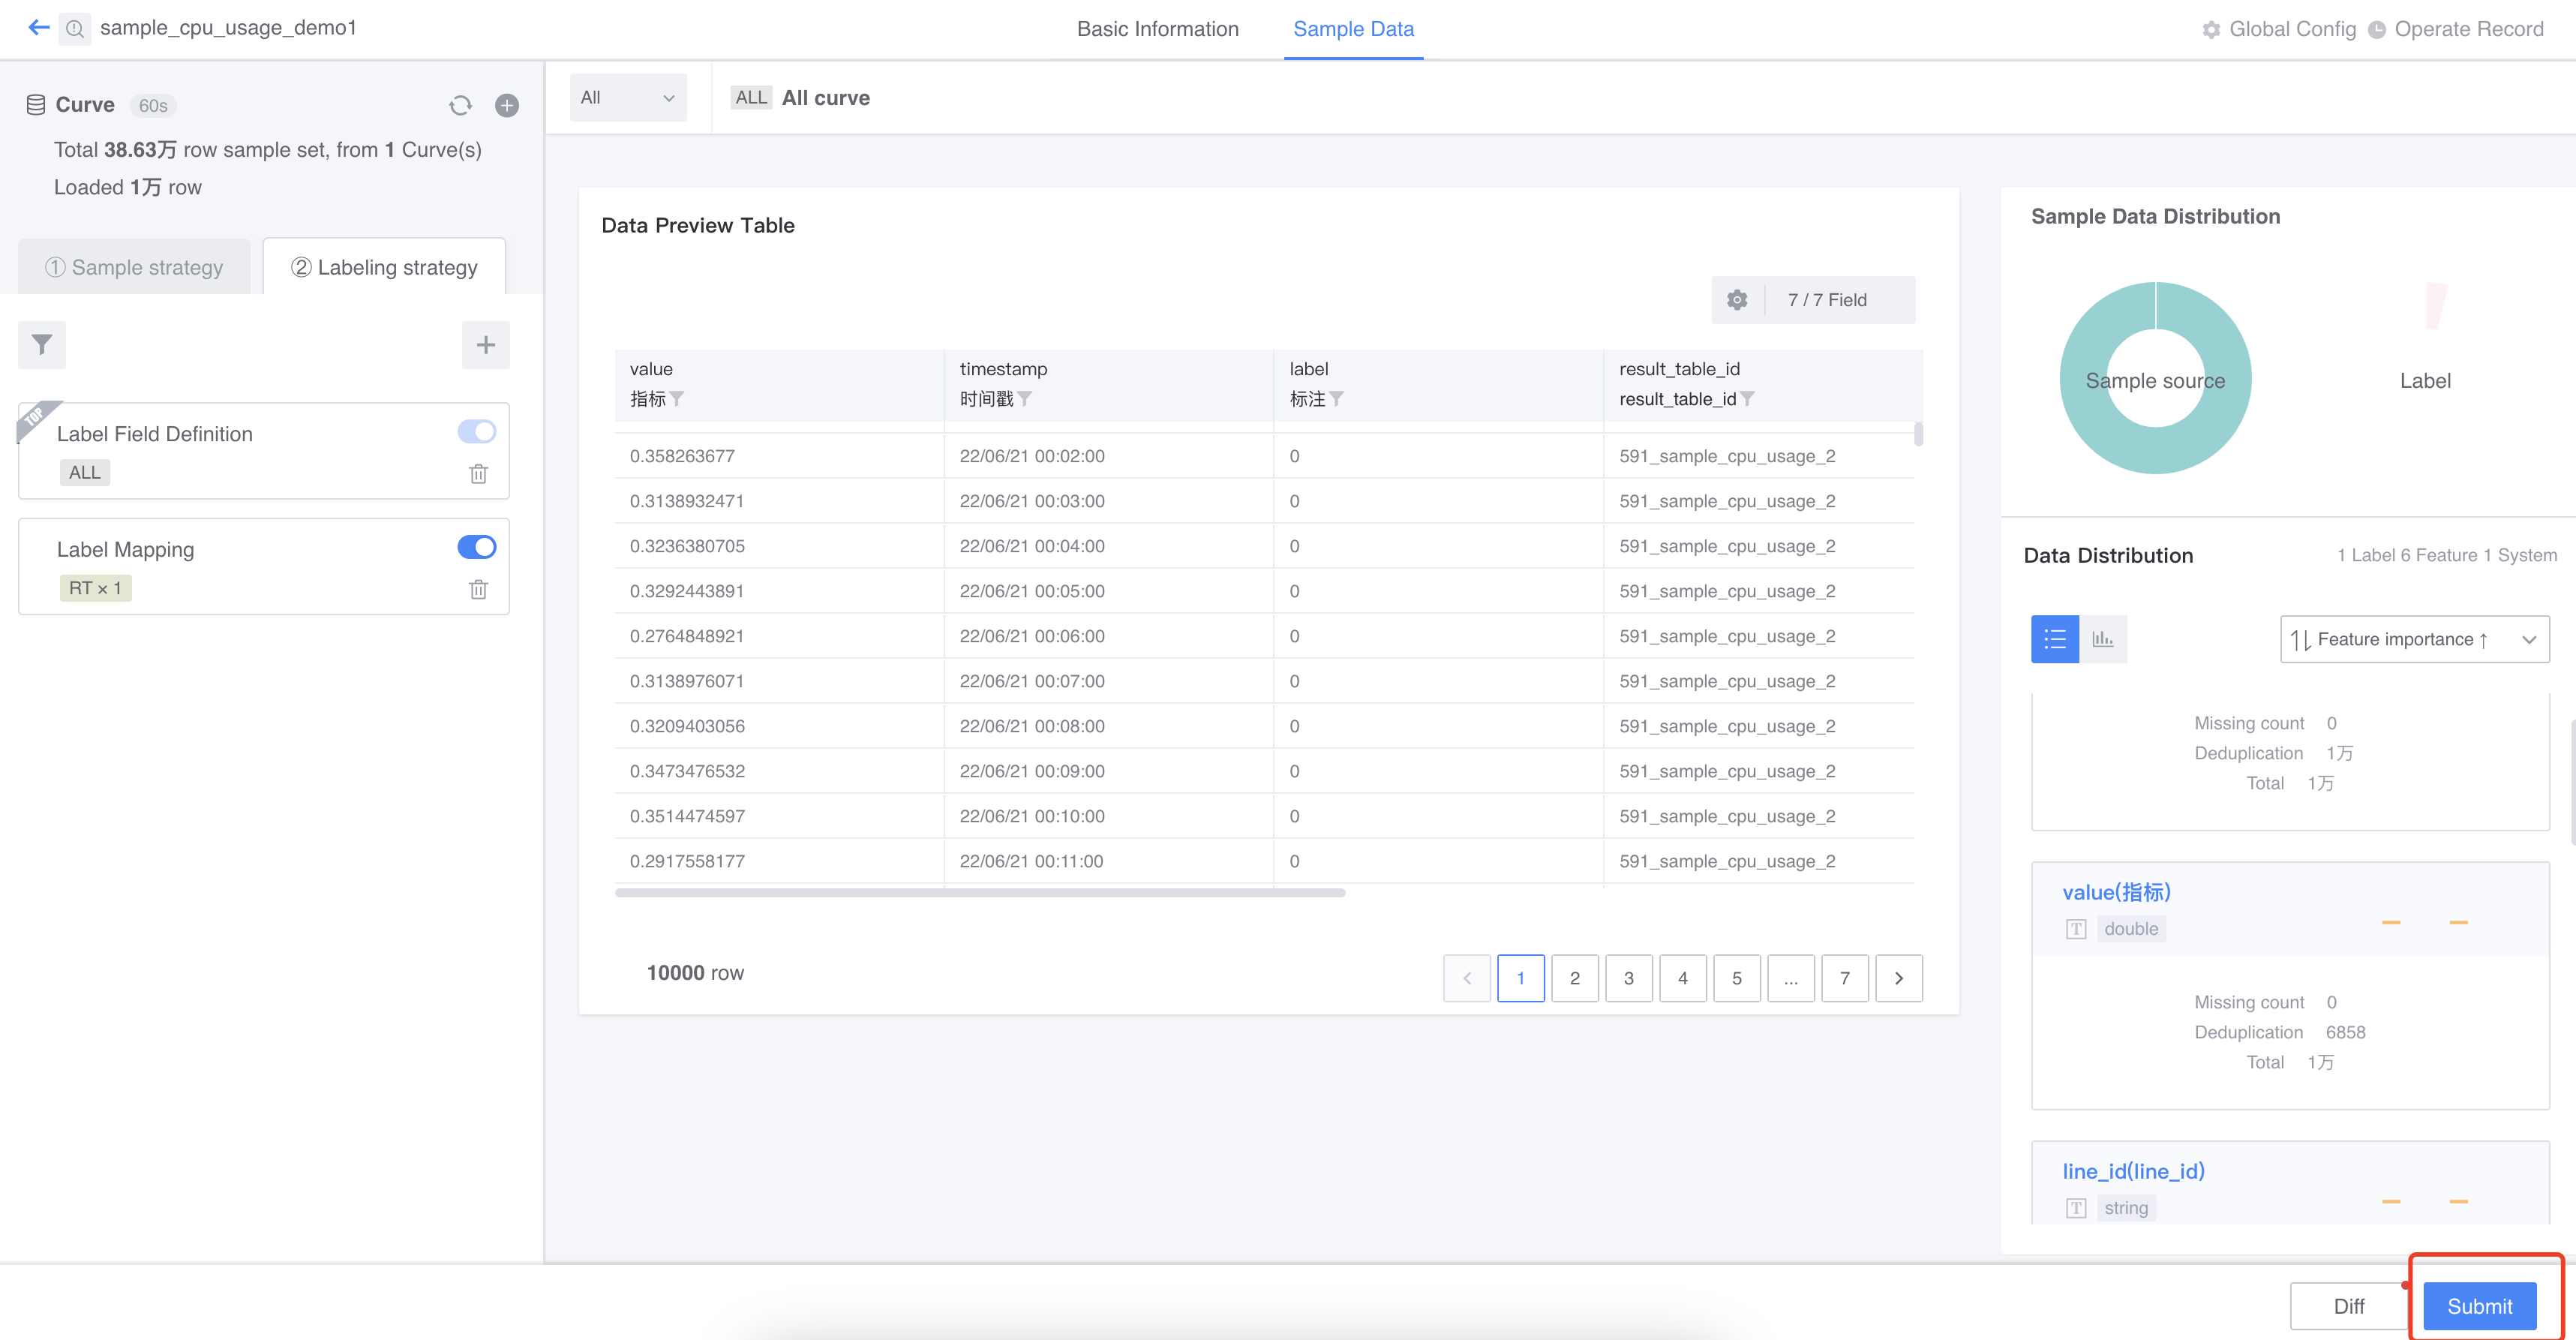 sample_cpu_usage_demo1
Basic Information
Sample Data
Global Config
Operate Record
Curve 60s
Total 38.63万 row sample set, from 1 Curve(s)
Loaded 1万 row
① Sample strategy
② Labeling strategy
TOP
Label Field Definition
ALL
Label Mapping
RT × 1
All
ALL All curve
Data Preview Table
7 / 7 Field
value timestamp label result_table_id
指标 时间戳 标注 result_table_id
0.358263677 22/06/21 00:02:00 0 591_sample_cpu_usage_2
0.3138932471 22/06/21 00:03:00 0 591_sample_cpu_usage_2
0.3236380705 22/06/21 00:04:00 0 591_sample_cpu_usage_2
0.3292443891 22/06/21 00:05:00 0 591_sample_cpu_usage_2
0.2764848921 22/06/21 00:06:00 0 591_sample_cpu_usage_2
0.3138976071 22/06/21 00:07:00 0 591_sample_cpu_usage_2
0.3209403056 22/06/21 00:08:00 0 591_sample_cpu_usage_2
0.3473476532 22/06/21 00:09:00 0 591_sample_cpu_usage_2
0.3514474597 22/06/21 00:10:00 0 591_sample_cpu_usage_2
0.2917558177 22/06/21 00:11:00 0 591_sample_cpu_usage_2
10000 row
< 1 2 3 4 5 ... 7 >
Sample Data Distribution
Sample source
Label
Data Distribution
1 Label 6 Feature 1 System
Feature importance ↑
Missing count 0
Deduplication 1万
Total 1万
value(指标)
T double
Missing count 0
Deduplication 6858
Total 1万
line_id(line_id)
T string
Diff
Submit